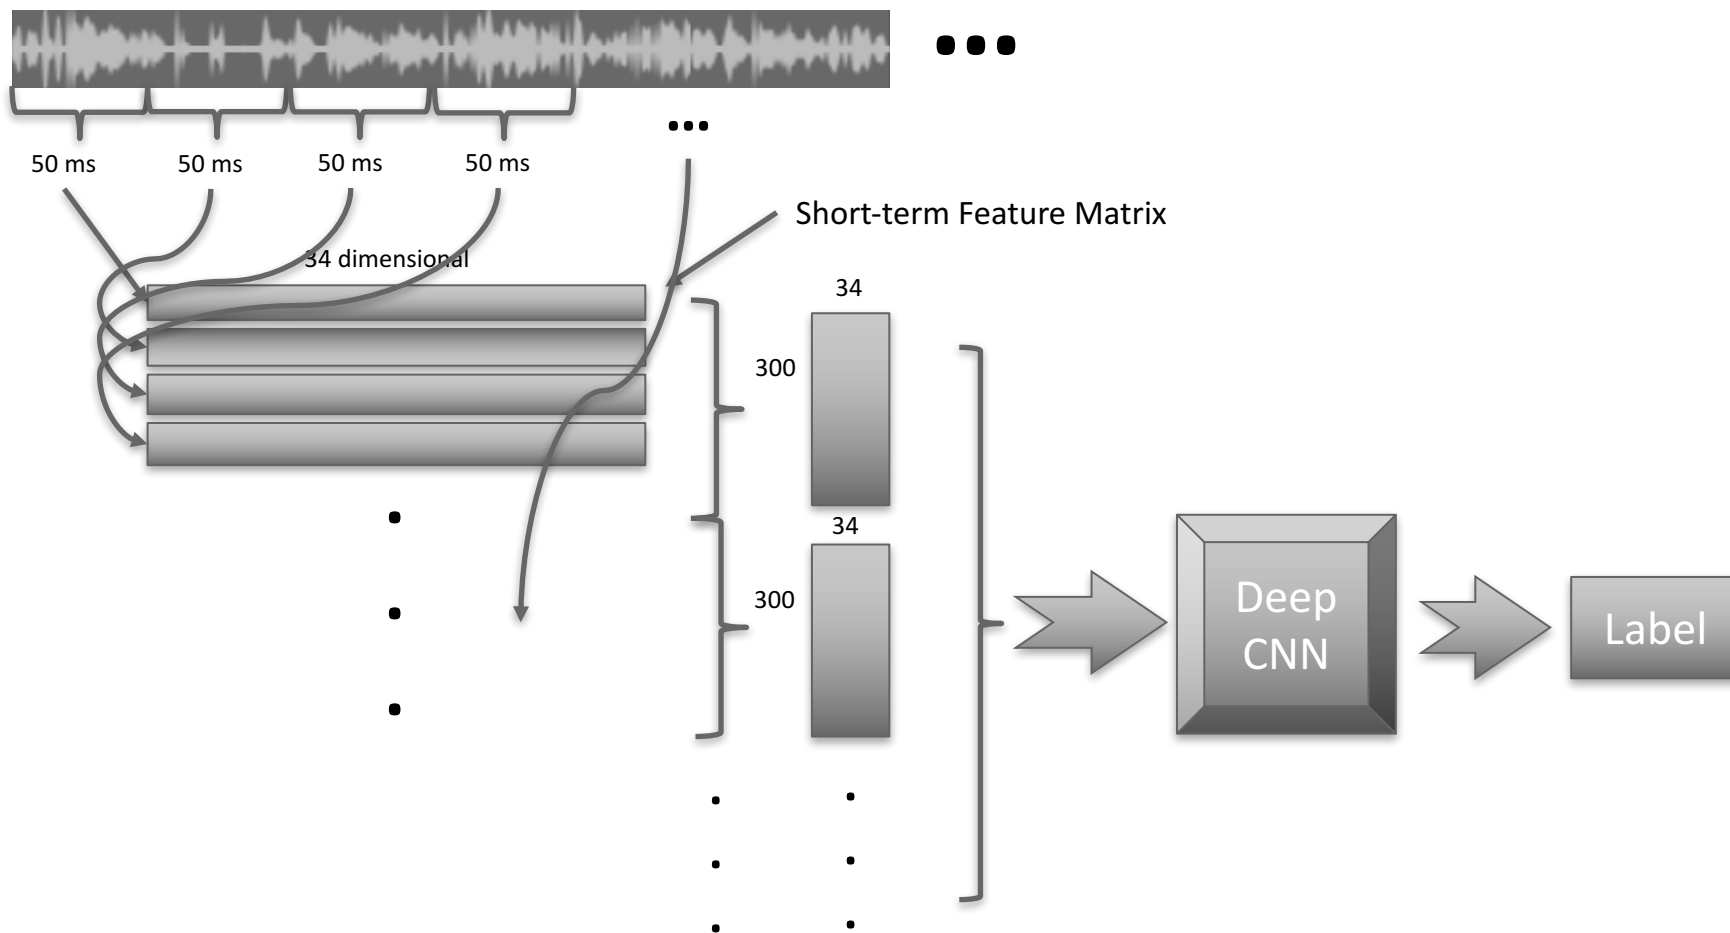 50 ms
50 ms
50 ms
50 ms
...
Short-term Feature Matrix
34 dimensional
34
300
34
300
Deep
CNN
Label